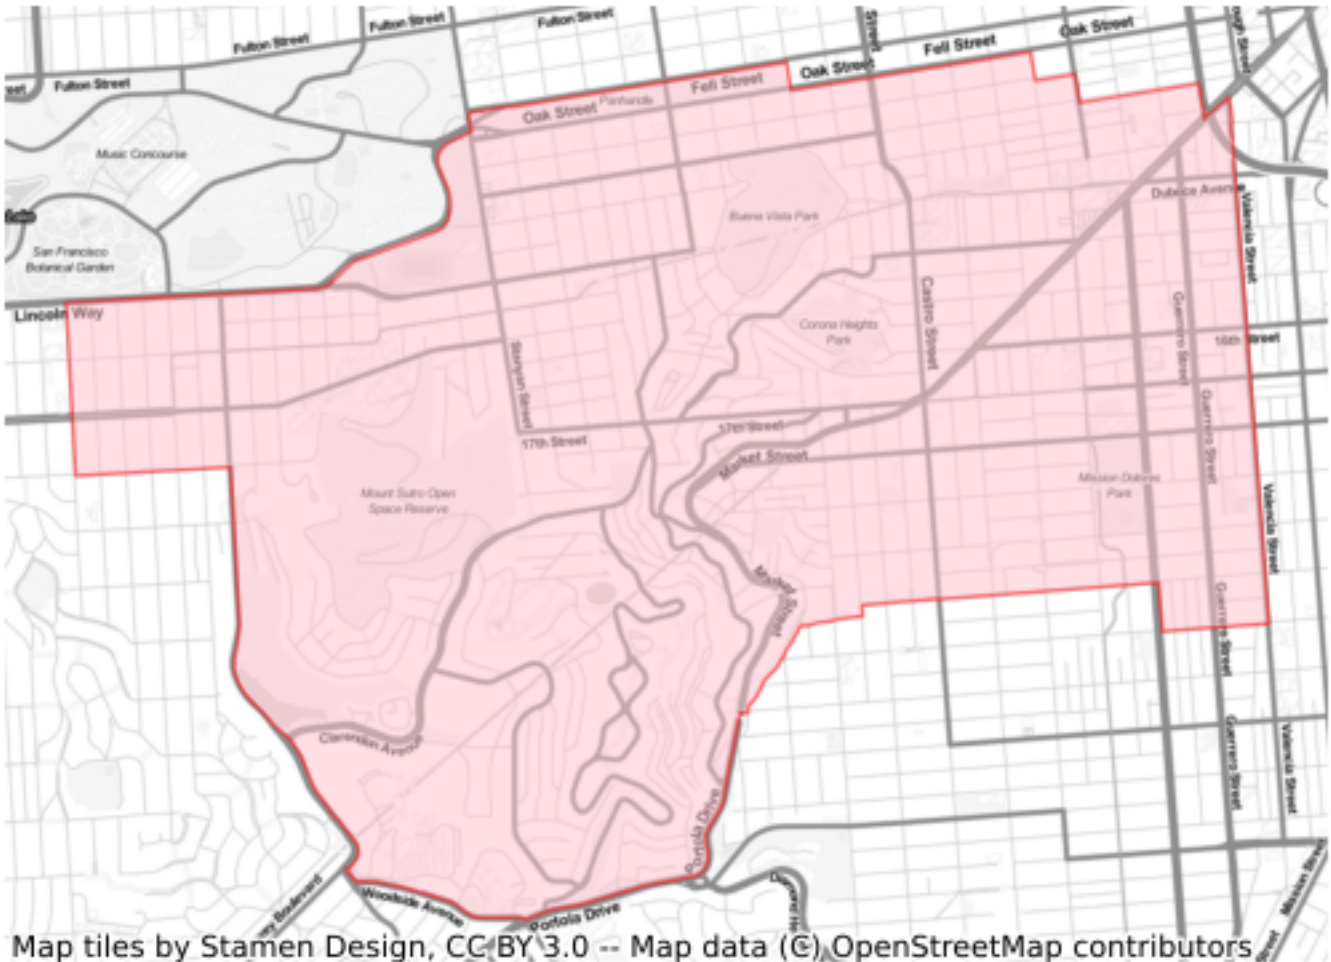 Fulton Street
Fulton Street
Fulton Street
Fulton Street
Street
ough Street
Oak Street
Fell Street
Oak Street
Fell Street
Panhandle
Oak Street
Music Concourse
Buena Vista Park
Duboce Avenue
Valencia Street
San Francisco
Botanical Garden
Lincoln Way
Castro Street
Corona Heights
Park
Guerrero Street
16th Street
Stanyan Street
17th Street
17th Street
Market Street
Guerrero Street
Mission Dolores
Park
Mount Sutro Open
Space Reserve
Valencia Street
Market Street
Guerrero Street
Clarendon Avenue
Guerrero Street
Valencia Street
Portola Drive
Woodside Avenue
Portola Drive
Mission Street
Map tiles by Stamen Design, CC BY 3.0 -- Map data (C) OpenStreetMap contributors